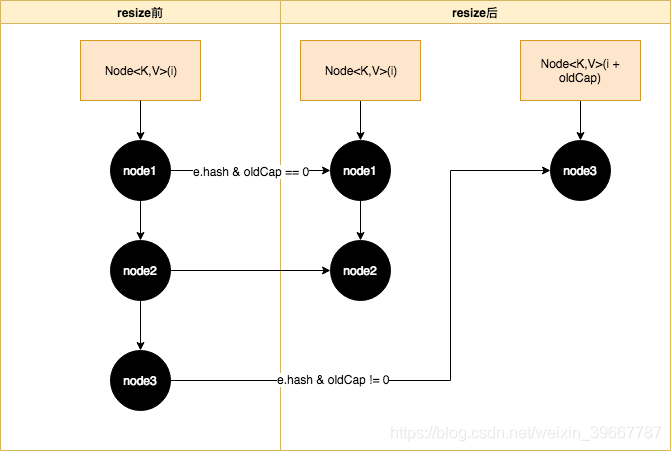 resize前
resize后
Node<K,V>(i)
Node<K,V>(i)
Node<K,V>(i +
oldCap)
node1
e.hash & oldCap == 0
node1
node3
node2
node2
node3
e.hash & oldCap != 0
https://blog.csdn.net/weixin_39667787